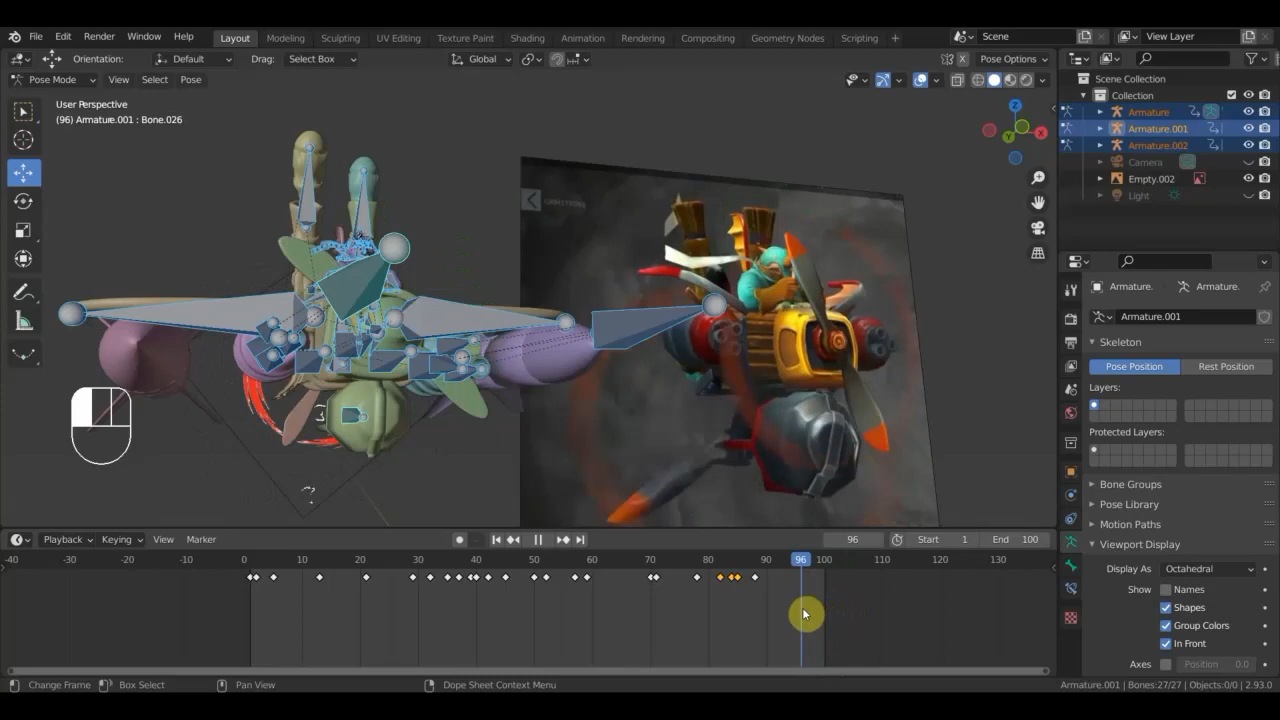 File Edit Render Window Help Layout Modeling Sculpting UV Editing Texture Paint Shading Animation Rendering Compositing Geometry Nodes Scripting + Scene View Layer
Orientation: Default Drag: Select Box Global Pose Options
Pose Mode View Select Pose
Scene Collection
Collection
Armature
Armature.001
Armature.002
Camera
Empty.002
Light
User Perspective
(96) Armature.001 : Bone.026
Z
X
Y
Armature. Armature.
Armature.001
Skeleton
Pose Position Rest Position
Layers:
Protected Layers:
Bone Groups
Pose Library
Motion Paths
Viewport Display
Display As Octahedral
Show Names
Shapes
Group Colors
In Front
Axes Position 0.0
Playback Keying View Marker 96 Start 1 End 100
-40 -30 -20 -10 0 10 20 30 40 50 60 70 80 90 96 100 110 120 130
Change Frame Box Select Pan View Dope Sheet Context Menu Armature.001 | Bones:27/27 | Objects:0/0 | 2.93.0